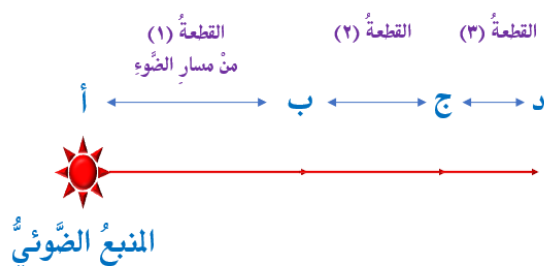 القطعةُ (١)
منْ مسارِ الضَّوءِ
القطعةُ (٢)
القطعةُ (٣)
أ
ب
ج
د
المنبعُ الضَّوئيُّ